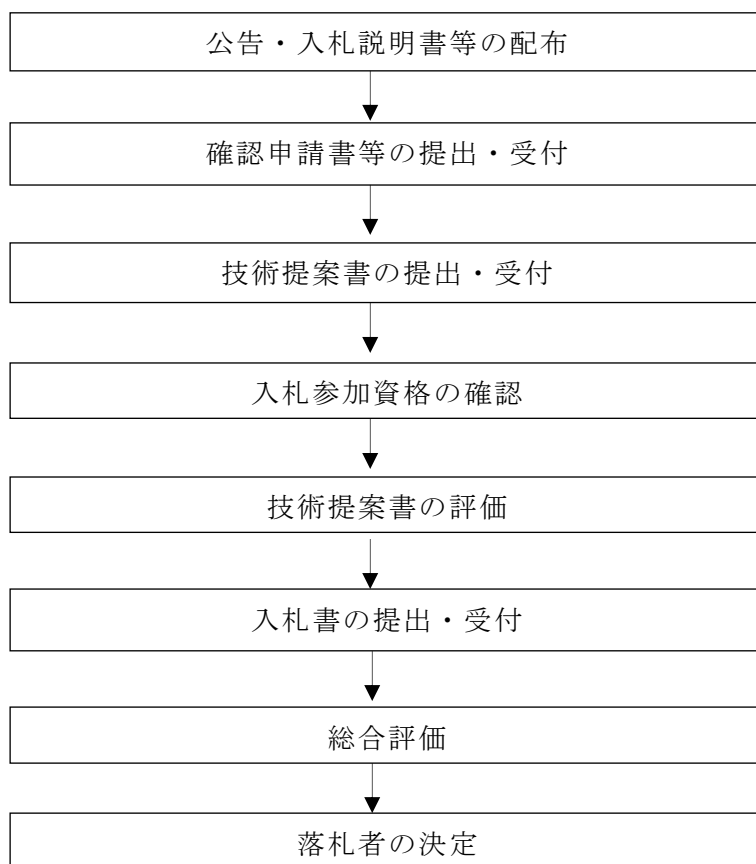 公告・入札説明書等の配布
確認申請書等の提出・受付
技術提案書の提出・受付
入札参加資格の確認
技術提案書の評価
入札書の提出・受付
総合評価
落札者の決定